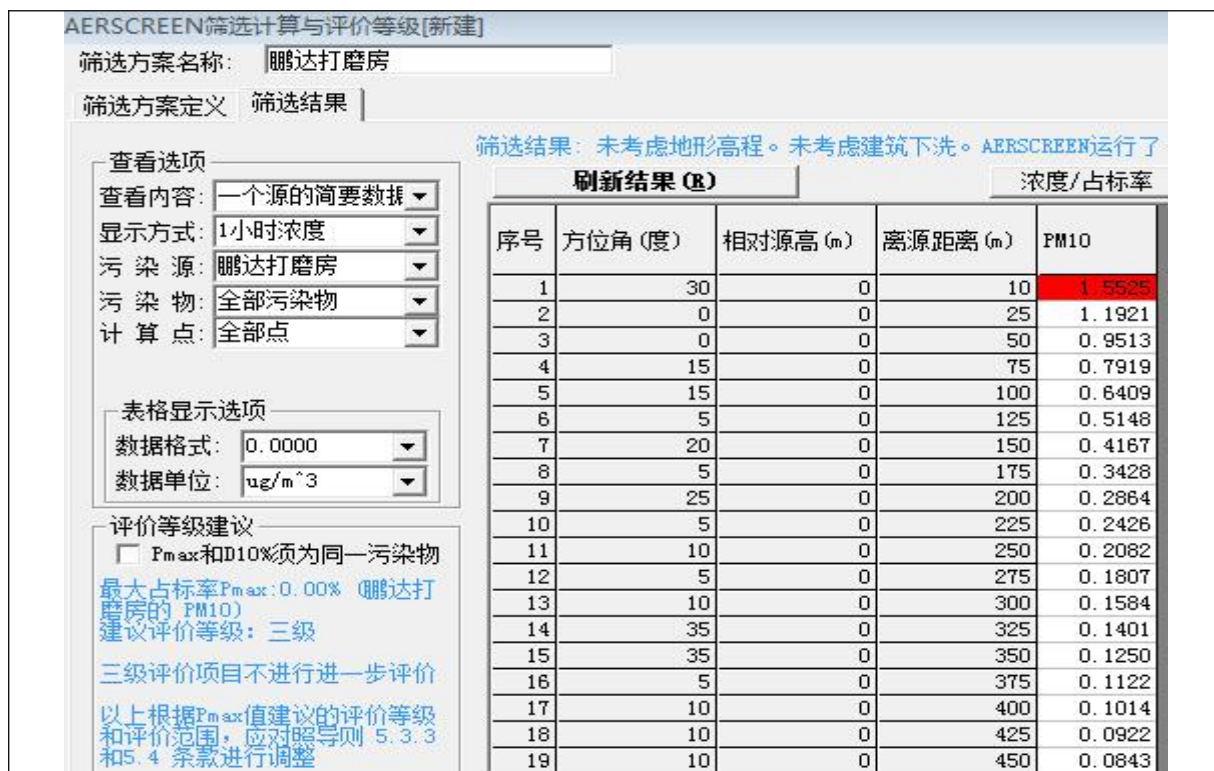 AERSCREEN筛选计算与评价等级[新建]
筛选方案名称: 鹏达打磨房
筛选方案定义 筛选结果
查看选项
查看内容: 一个源的简要数据
显示方式: 1小时浓度
污 染 源: 鹏达打磨房
污 染 物: 全部污染物
计 算 点: 全部点
表格显示选项
数据格式: 0.0000
数据单位: ug/m^3
评价等级建议
Pmax和D10%须为同一污染物
最大占标率Pmax:0.00% (鹏达打
磨房的 PM10)
建议评价等级: 三级
三级评价项目不进行进一步评价
以上根据Pmax值建议的评价等级
和评价范围,应对照导则 5.3.3
和5.4 条款进行调整
筛选结果: 未考虑地形高程。未考虑建筑下洗。AERSCREEN运行了
刷新结果(R) 浓度/占标率
序号 方位角(度) 相对源高(m) 离源距离(m) PM10
1 30 0 10 1.5525
2 0 0 25 1.1921
3 0 0 50 0.9513
4 15 0 75 0.7919
5 15 0 100 0.6409
6 5 0 125 0.5148
7 20 0 150 0.4167
8 5 0 175 0.3428
9 25 0 200 0.2864
10 5 0 225 0.2426
11 10 0 250 0.2082
12 5 0 275 0.1807
13 10 0 300 0.1584
14 35 0 325 0.1401
15 35 0 350 0.1250
16 5 0 375 0.1122
17 10 0 400 0.1014
18 10 0 425 0.0922
19 10 0 450 0.0843